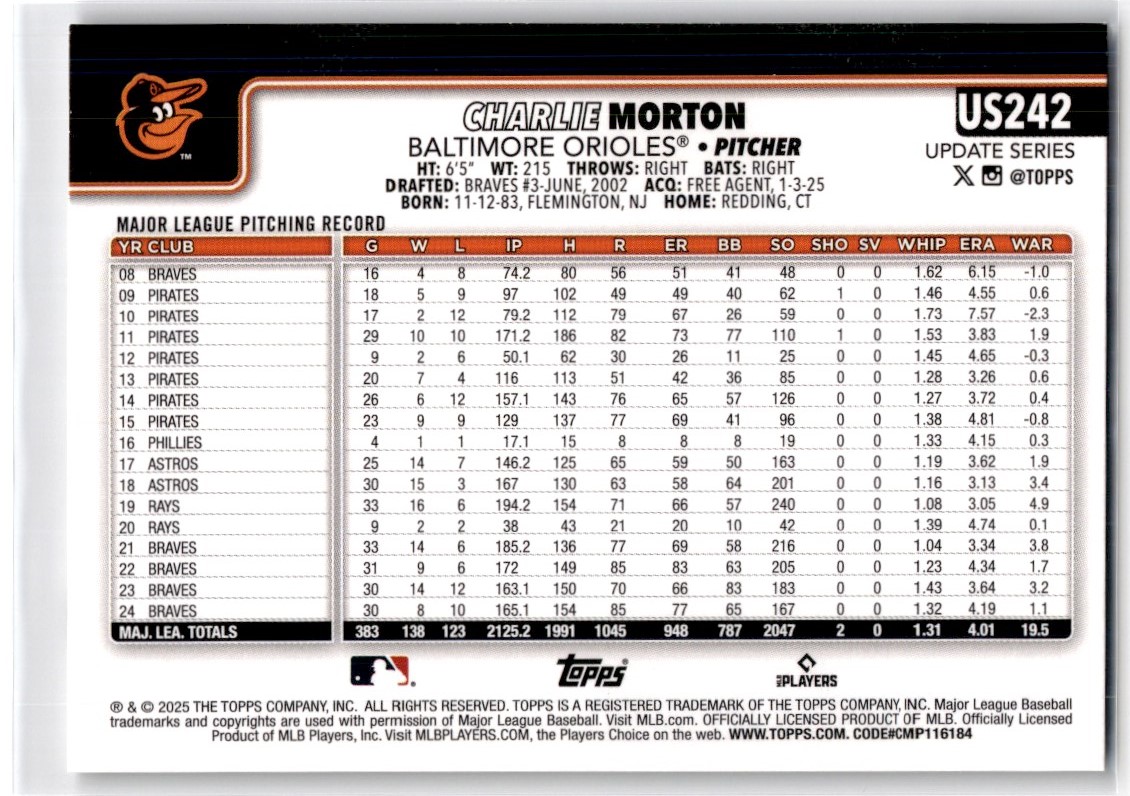 US242
CHARLIE MORTON
BALTIMORE ORIOLES® • PITCHER
UPDATE SERIES
HT: 6'5" WT: 215 THROWS: RIGHT BATS: RIGHT
@TOPPS
DRAFTED: BRAVES #3-JUNE, 2002 ACQ: FREE AGENT, 1-3-25
BORN: 11-12-83, FLEMINGTON, NJ HOME: REDDING, CT
TM
MAJOR LEAGUE PITCHING RECORD
YR CLUB G W L IP H R ER BB SO SHO SV WHIP ERA WAR
08 BRAVES 16 4 8 74.2 80 56 51 41 48 0 0 1.62 6.15 -1.0
09 PIRATES 18 5 9 97 102 49 49 40 62 1 0 1.46 4.55 0.6
10 PIRATES 17 2 12 79.2 112 79 67 26 59 0 0 1.73 7.57 -2.3
11 PIRATES 29 10 10 171.2 186 82 73 77 110 1 0 1.53 3.83 1.9
12 PIRATES 9 2 6 50.1 62 30 26 11 25 0 0 1.45 4.65 -0.3
13 PIRATES 20 7 4 116 113 51 42 36 85 0 0 1.28 3.26 0.6
14 PIRATES 26 6 12 157.1 143 76 65 57 126 0 0 1.27 3.72 0.4
15 PIRATES 23 9 9 129 137 77 69 41 96 0 0 1.38 4.81 -0.8
16 PHILLIES 4 1 1 17.1 15 8 8 8 19 0 0 1.33 4.15 0.3
17 ASTROS 25 14 7 146.2 125 65 59 50 163 0 0 1.19 3.62 1.9
18 ASTROS 30 15 3 167 130 63 58 64 201 0 0 1.16 3.13 3.4
19 RAYS 33 16 6 194.2 154 71 66 57 240 0 0 1.08 3.05 4.9
20 RAYS 9 2 2 38 43 21 20 10 42 0 0 1.39 4.74 0.1
21 BRAVES 33 14 6 185.2 136 77 69 58 216 0 0 1.04 3.34 3.8
22 BRAVES 31 9 6 172 149 85 83 63 205 0 0 1.23 4.34 1.7
23 BRAVES 30 14 12 163.1 150 70 66 83 183 0 0 1.43 3.64 3.2
24 BRAVES 30 8 10 165.1 154 85 77 65 167 0 0 1.32 4.19 1.1
MAJ. LEA. TOTALS 383 138 123 2125.2 1991 1045 948 787 2047 2 0 1.31 4.01 19.5
topps® MLB PLAYERS
® & © 2025 THE TOPPS COMPANY, INC. ALL RIGHTS RESERVED. TOPPS IS A REGISTERED TRADEMARK OF THE TOPPS COMPANY, INC. Major League Baseball
trademarks and copyrights are used with permission of Major League Baseball. Visit MLB.com. OFFICIALLY LICENSED PRODUCT OF MLB. Officially Licensed
Product of MLB Players, Inc. Visit MLBPLAYERS.COM, the Players Choice on the web. WWW.TOPPS.COM. CODE#CMP116184